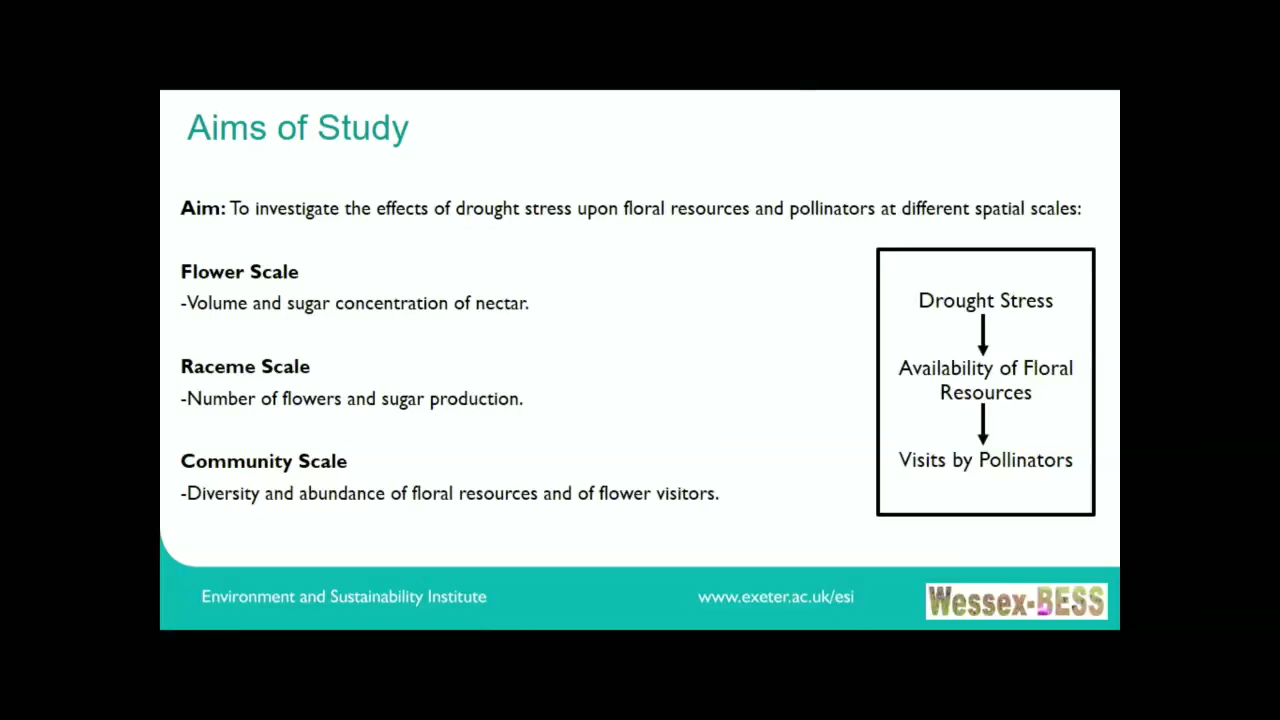 Aims of Study
Aim: To investigate the effects of drought stress upon floral resources and pollinators at different spatial scales:
Flower Scale
-Volume and sugar concentration of nectar.
Raceme Scale
-Number of flowers and sugar production.
Community Scale
-Diversity and abundance of floral resources and of flower visitors.
Drought Stress
Availability of Floral
Resources
Visits by Pollinators
Environment and Sustainability Institute
www.exeter.ac.uk/esi
Wessex-BESS